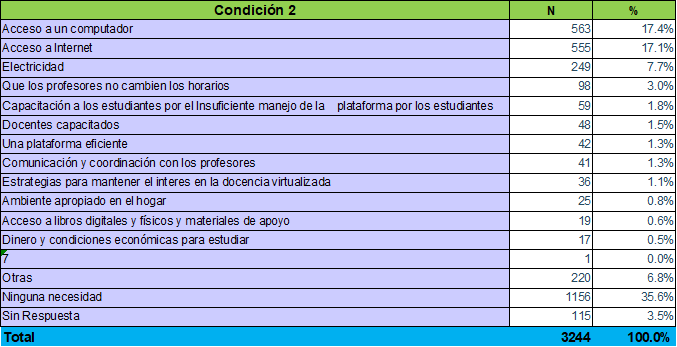 Condición 2 N %
Acceso a un computador 563 17.4%
Acceso a Internet 555 17.1%
Electricidad 249 7.7%
Que los profesores no cambien los horarios 98 3.0%
Capacitación a los estudiantes por el Insuficiente manejo de la plataforma por los estudiantes 59 1.8%
Docentes capacitados 48 1.5%
Una plataforma eficiente 42 1.3%
Comunicación y coordinación con los profesores 41 1.3%
Estrategias para mantener el interes en la docencia virtualizada 36 1.1%
Ambiente apropiado en el hogar 25 0.8%
Acceso a libros digitales y físicos y materiales de apoyo 19 0.6%
Dinero y condiciones económicas para estudiar 17 0.5%
7 1 0.0%
Otras 220 6.8%
Ninguna necesidad 1156 35.6%
Sin Respuesta 115 3.5%
Total 3244 100.0%